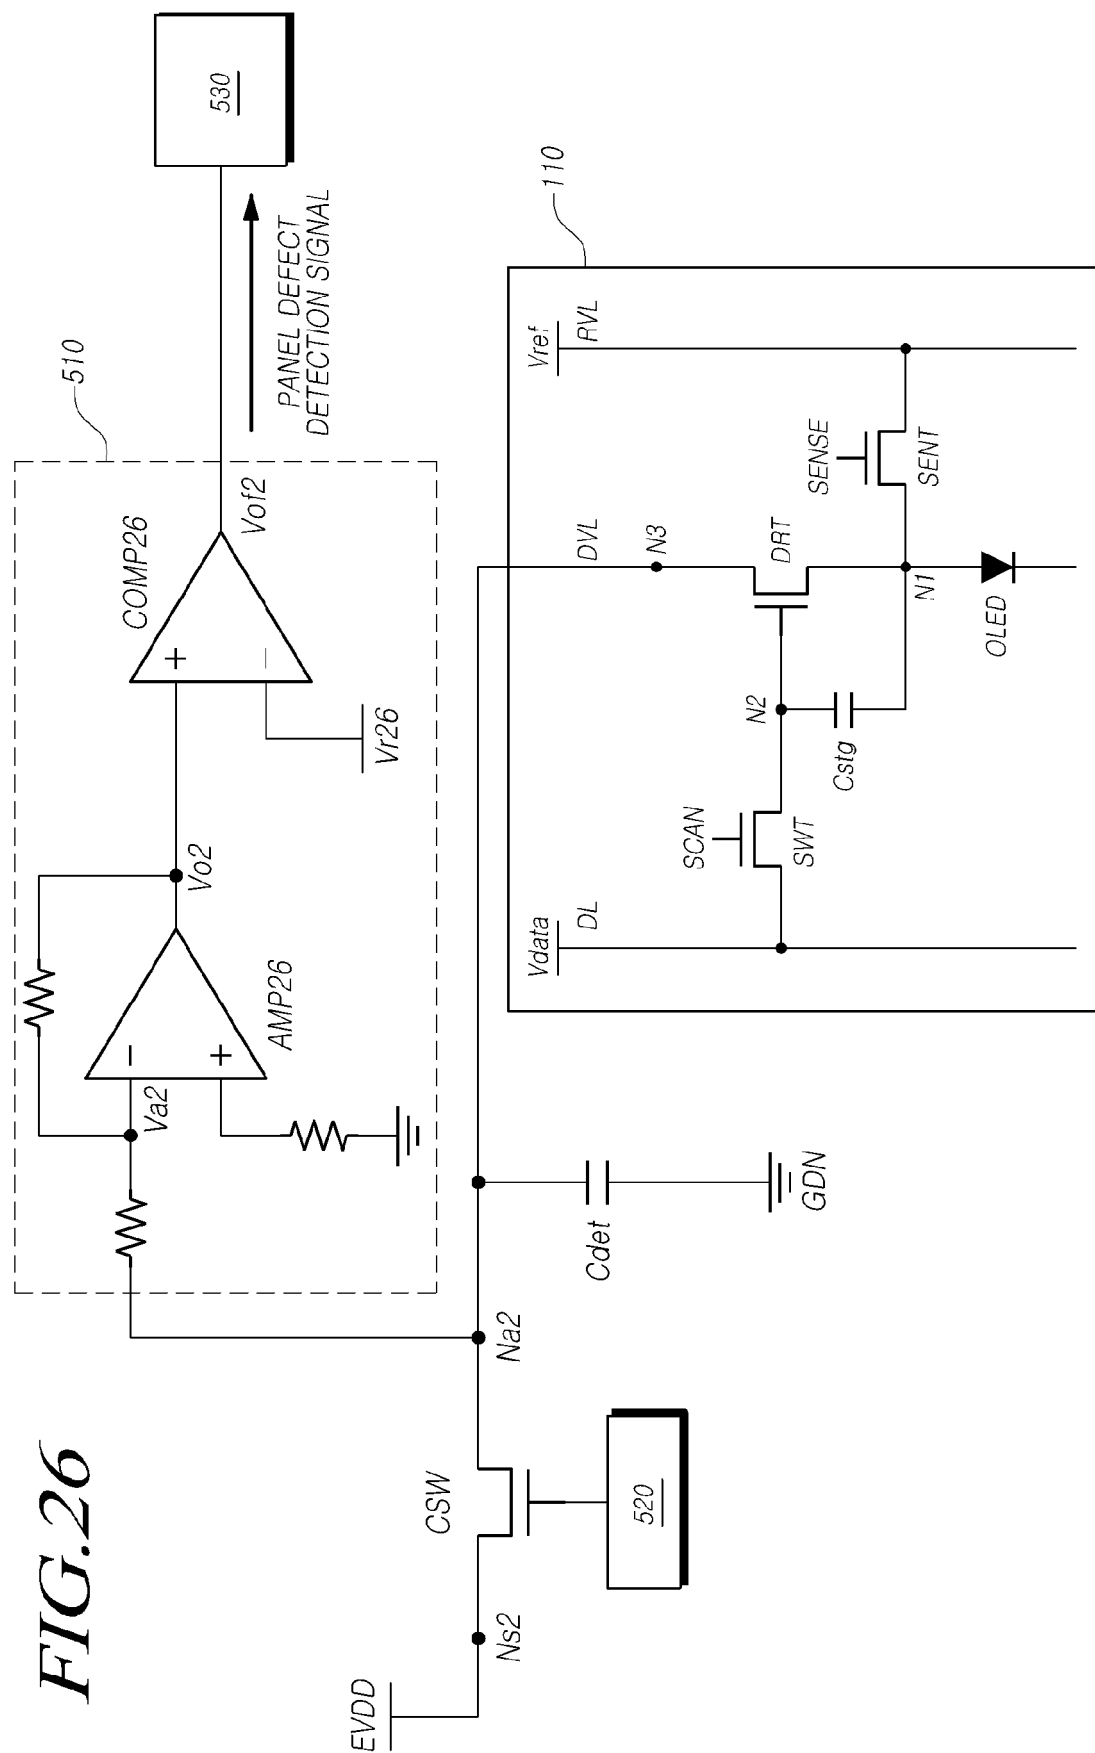 FIG.26
510
530
COMP26
PANEL DEFECT
DETECTION SIGNAL
Vof2
+
−
Vr26
Vo2
AMP26
−
+
Va2
EVDD
Ns2
CSW
520
Na2
Cdet
GDN
110
Vdata
DL
SCAN
SWT
N2
Cstg
DVL
N3
DRT
N1
OLED
SENSE
SENT
Vref
RVL